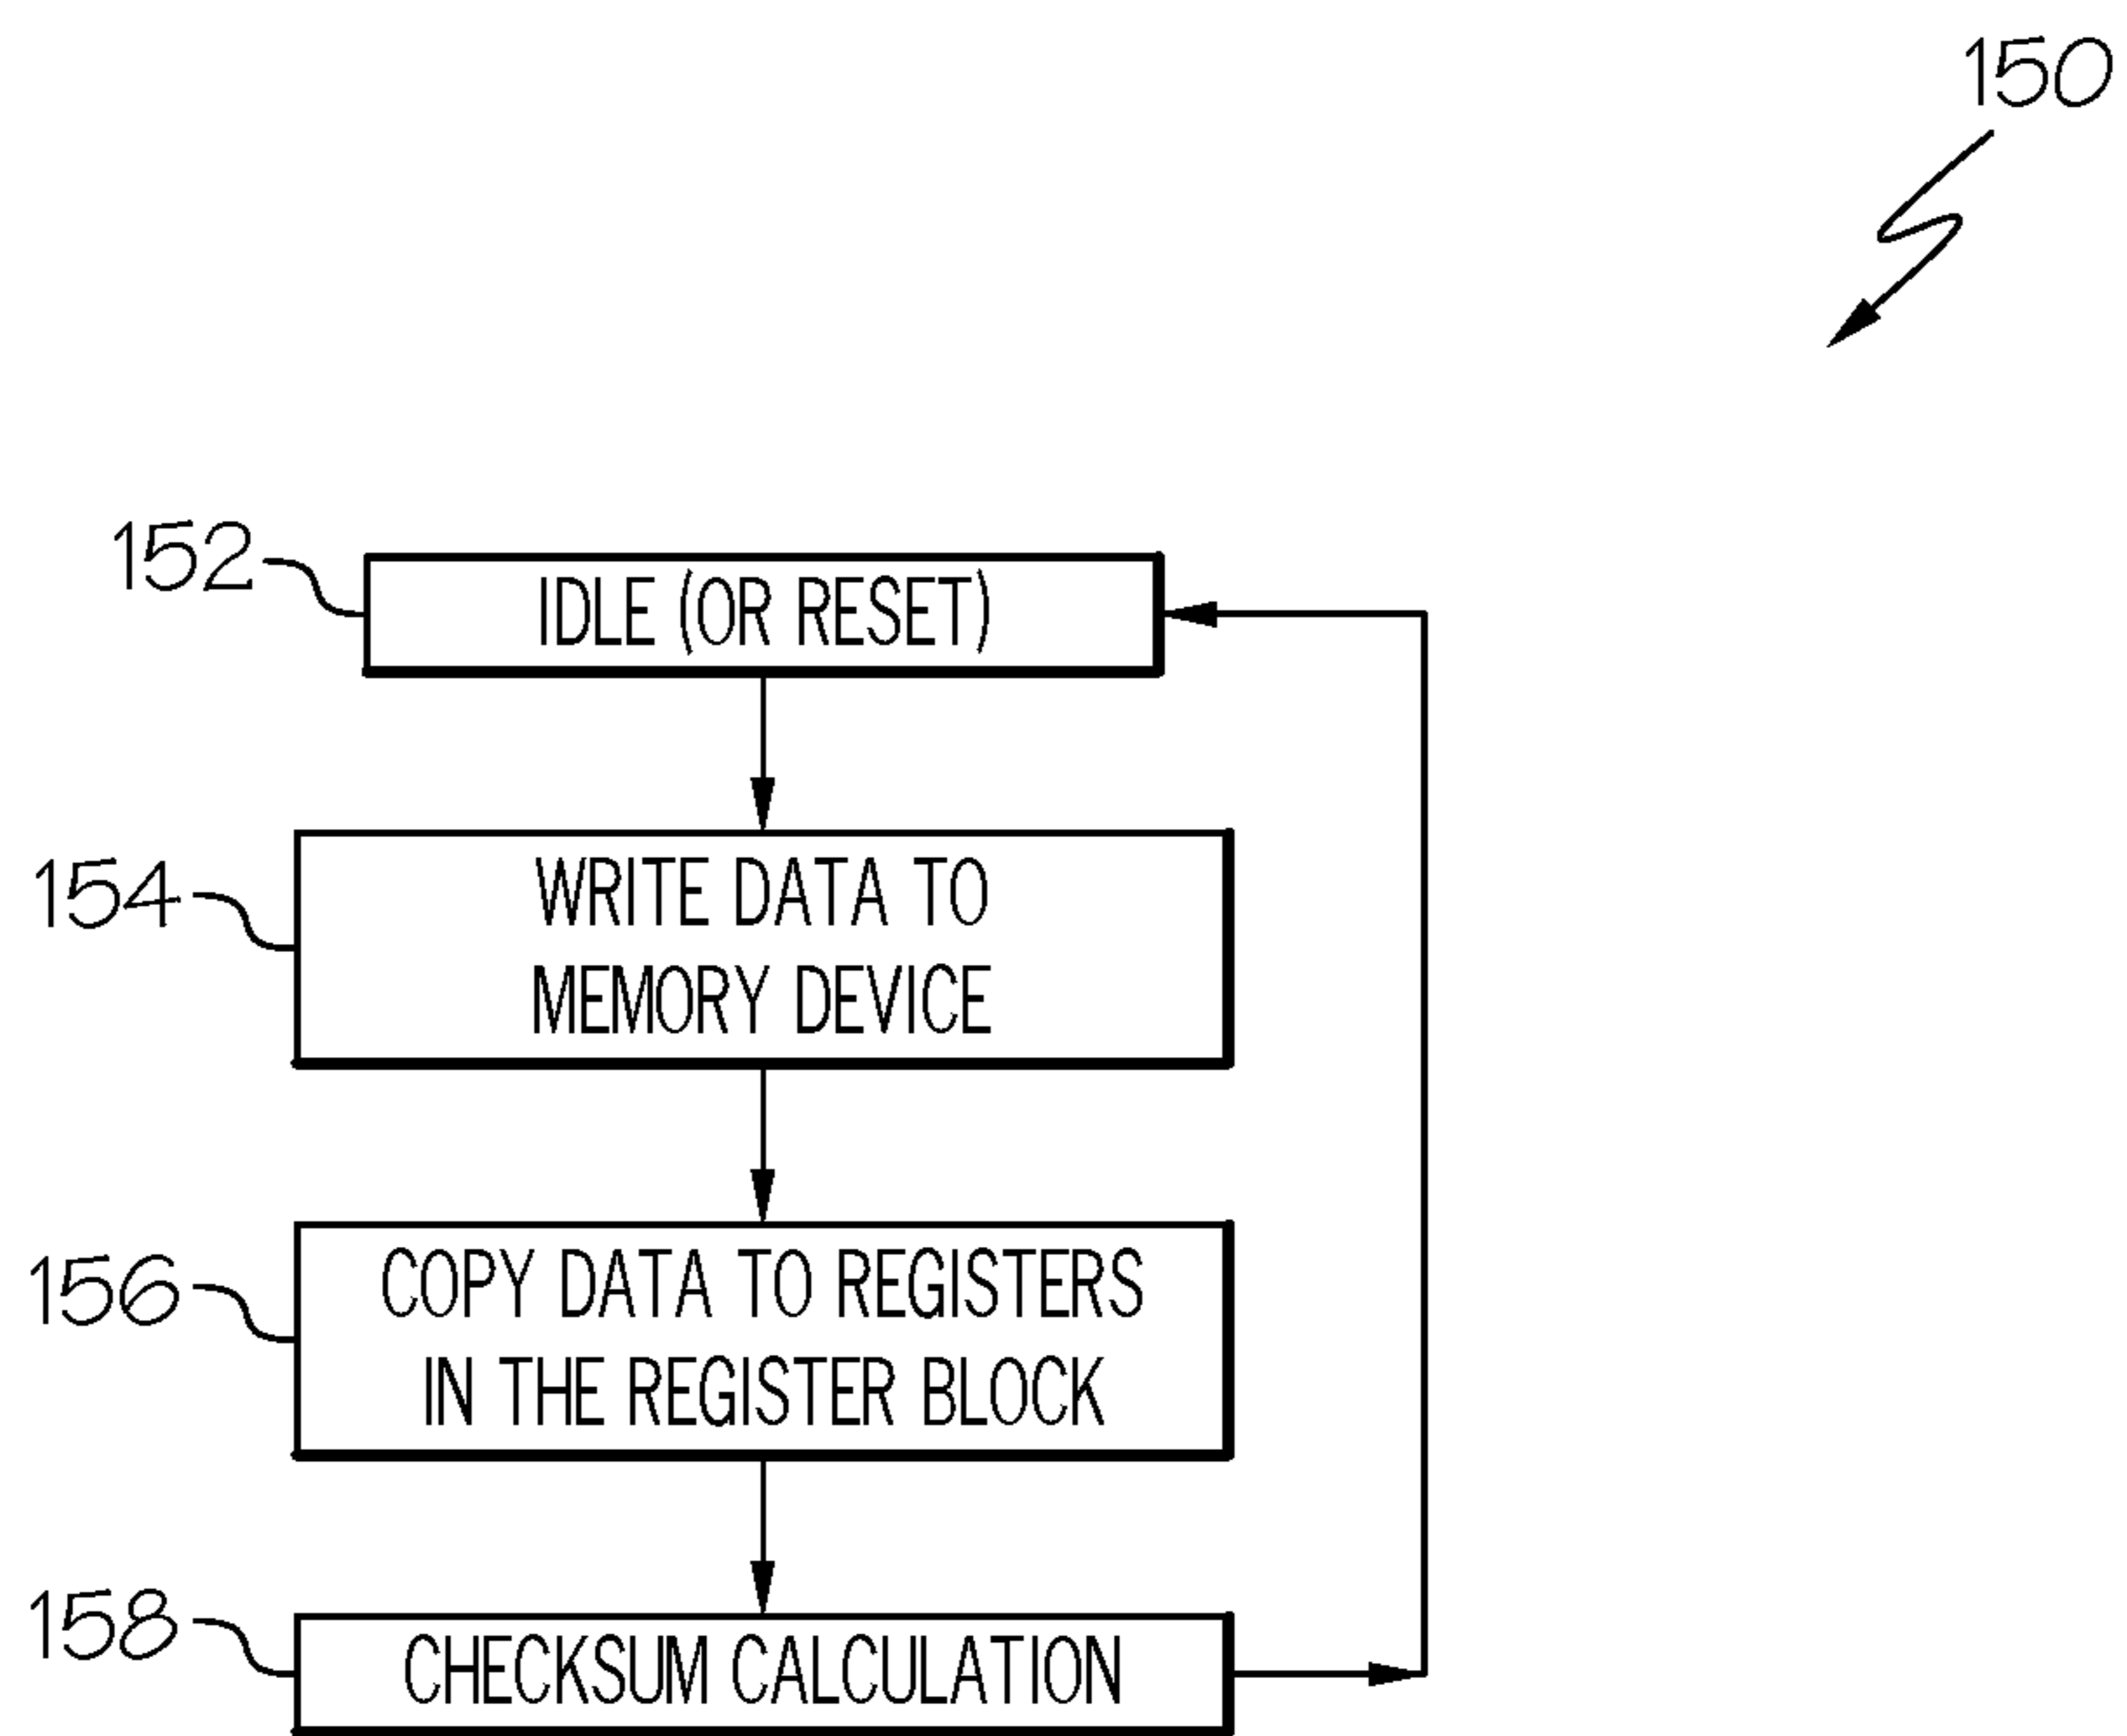 150
152
IDLE (OR RESET)
154
WRITE DATA TO
MEMORY DEVICE
156
COPY DATA TO REGISTERS
IN THE REGISTER BLOCK
158
CHECKSUM CALCULATION